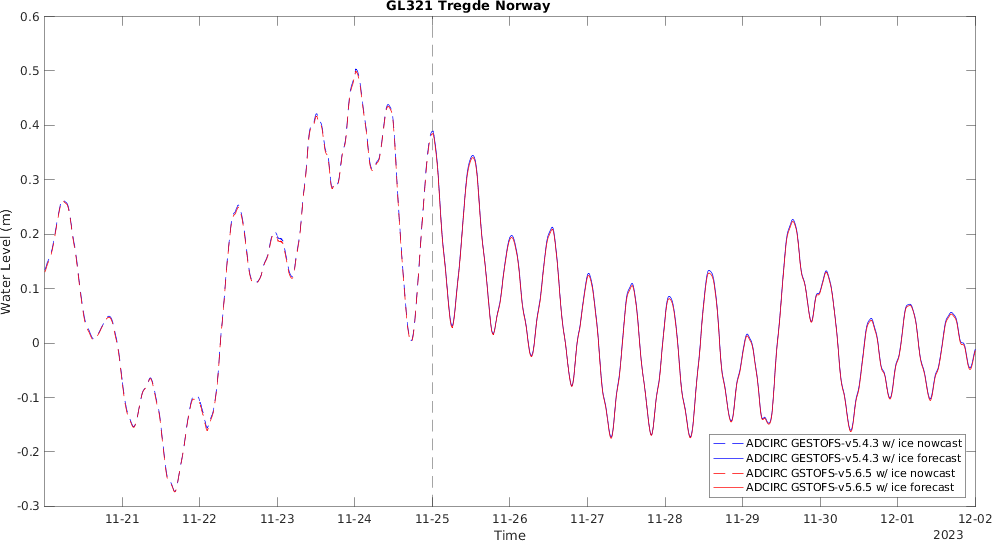 GL321 Tregde Norway
0.6
0.5
0.4
0.3
0.2
0.1
0
-0.1
-0.2
-0.3
Water Level (m)
ADCIRC GESTOFS-v5.4.3 w/ ice nowcast
ADCIRC GESTOFS-v5.4.3 w/ ice forecast
ADCIRC GSTOFS-v5.6.5 w/ ice nowcast
ADCIRC GSTOFS-v5.6.5 w/ ice forecast
11-21 11-22 11-23 11-24 11-25 11-26 11-27 11-28 11-29 11-30 12-01 12-02
Time
2023